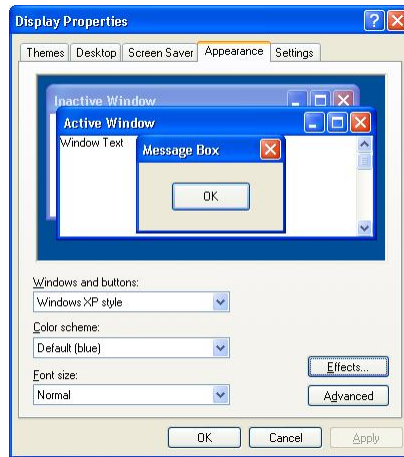 Display Properties
Themes Desktop Screen Saver Appearance Settings
Inactive Window
Active Window
Window Text
Message Box
OK
Windows and buttons:
Windows XP style
Color scheme:
Default (blue)
Effects...
Font size:
Normal
Advanced
OK Cancel Apply